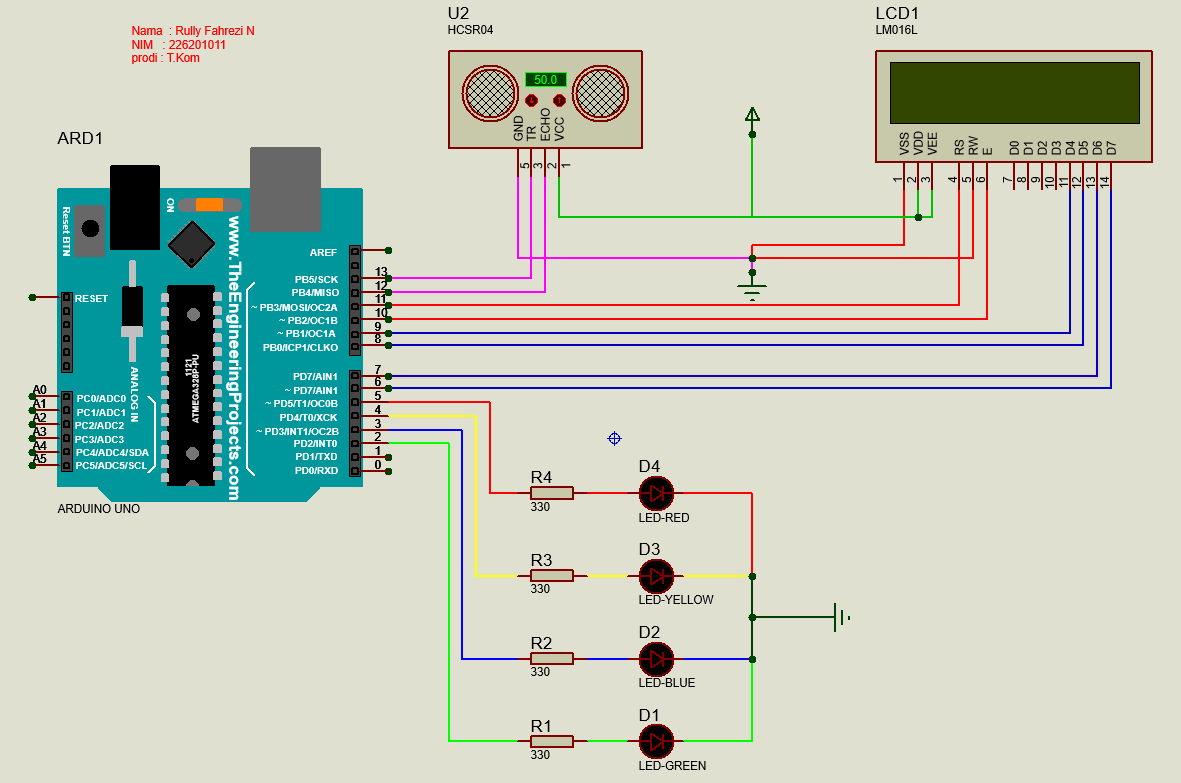 Nama  : Rully Fahrezi N
NIM   : 226201011
prodi : T.Kom
U2
HCSR04
50.0
GND
TR
ECHO
VCC
5
3
2
1
LCD1
LM016L
VSS
VDD
VEE
RS
RW
E
D0
D1
D2
D3
D4
D5
D6
D7
1
2
3
4
5
6
7
8
9
10
11
12
13
14
ARD1
Reset BTN
ON
www.TheEngineeringProjects.com
1121
ATMEGA328P-PU
ANALOG IN
RESET
A0
PC0/ADC0
A1
PC1/ADC1
A2
PC2/ADC2
A3
PC3/ADC3
A4
PC4/ADC4/SDA
A5
PC5/ADC5/SCL
AREF
PB5/SCK
13
PB4/MISO
12
~ PB3/MOSI/OC2A
11
~ PB2/OC1B
10
~ PB1/OC1A
9
PB0/ICP1/CLKO
8
PD7/AIN1
7
~ PD7/AIN1
6
~ PD5/T1/OC0B
5
PD4/T0/XCK
4
~ PD3/INT1/OC2B
3
PD2/INT0
2
PD1/TXD
1
PD0/RXD
0
ARDUINO UNO
R4
330
D4
LED-RED
R3
330
D3
LED-YELLOW
R2
330
D2
LED-BLUE
R1
330
D1
LED-GREEN